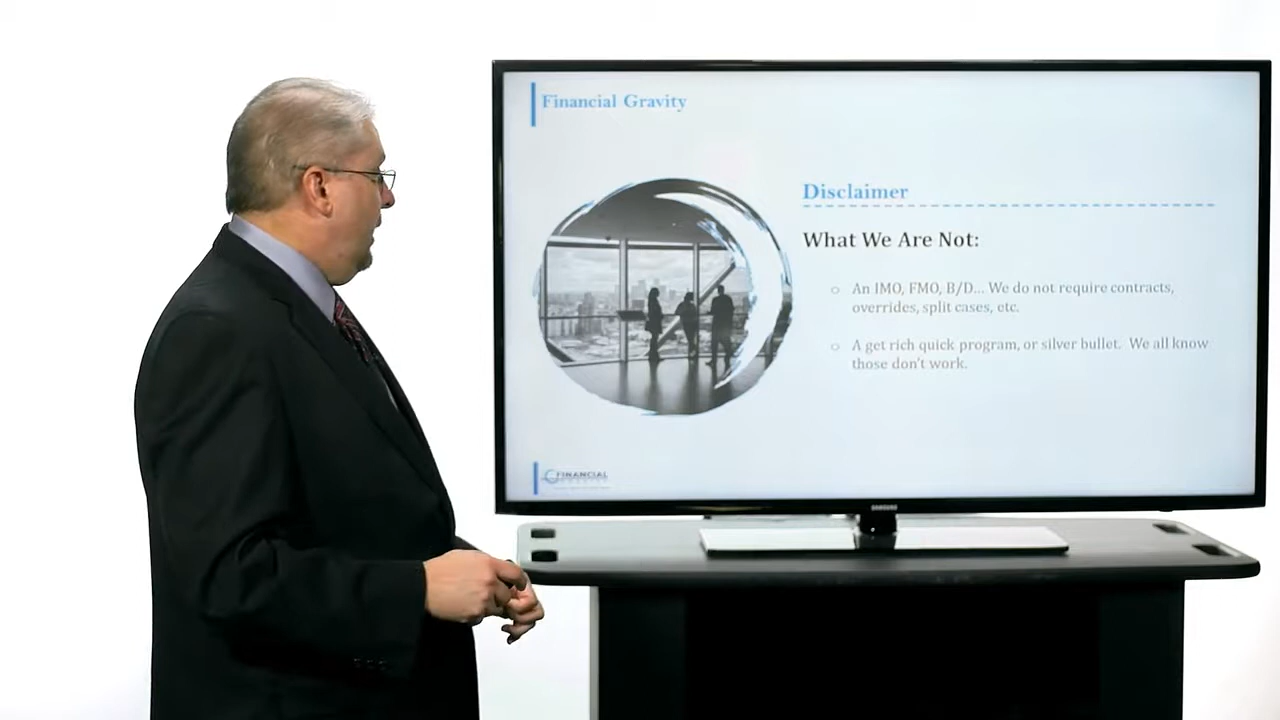 Financial Gravity
Disclaimer
What We Are Not:
An IMO, FMO, B/D... We do not require contracts,
overrides, split cases, etc.
A get rich quick program, or silver bullet.  We all know
those don't work.
FINANCIAL
SAMSUNG